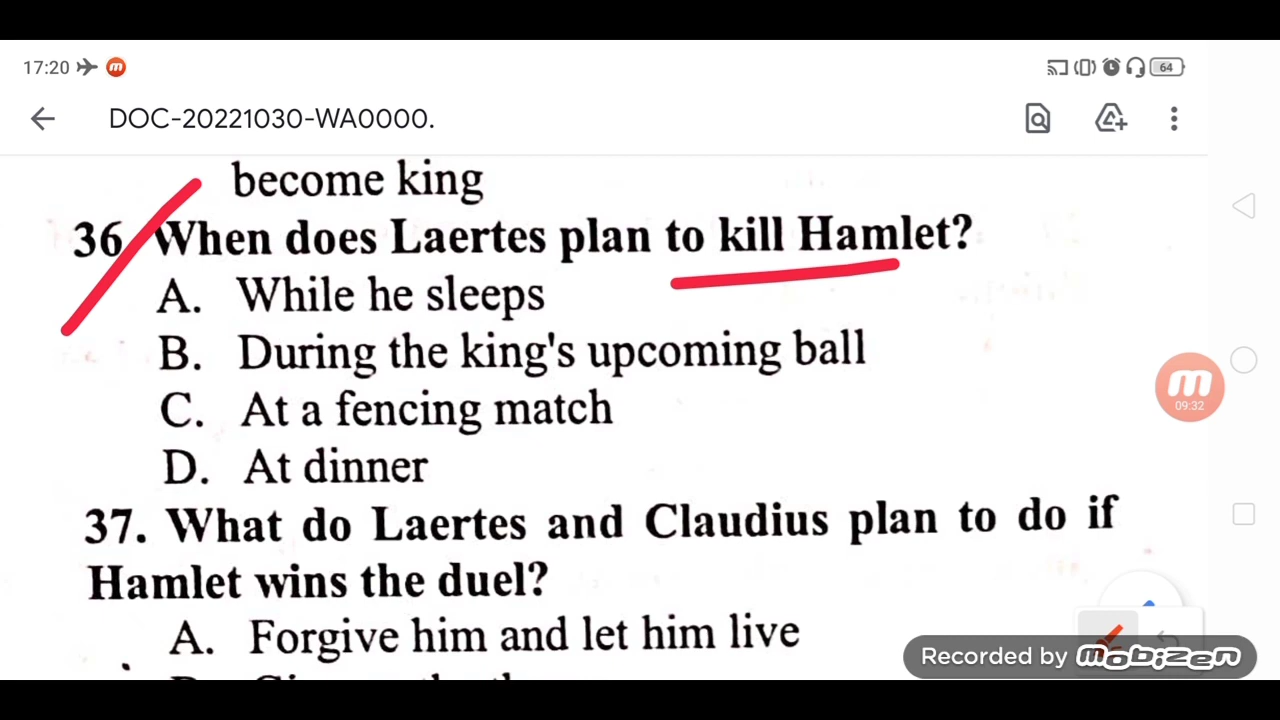 17:20
64
DOC-20221030-WA0000.
become king
36 When does Laertes plan to kill Hamlet?
A. While he sleeps
B. During the king's upcoming ball
C. At a fencing match
D. At dinner
09:32
37. What do Laertes and Claudius plan to do if
Hamlet wins the duel?
A. Forgive him and let him live
Recorded by mobizen